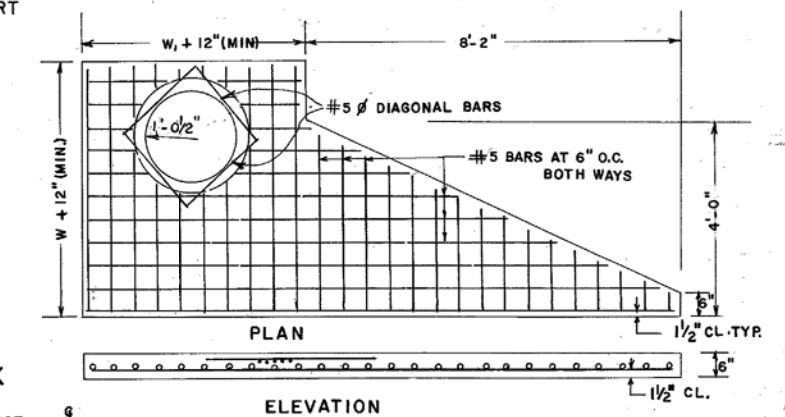 RT
W₁ + 12" (MIN)
8'-2"
#5 Ø DIAGONAL BARS
1'-0½"
#5 BARS AT 6" O.C.
BOTH WAYS
W + 12" (MIN.)
4'-0"
6"
1½" CL. TYP.
PLAN
6"
1½" CL.
ELEVATION